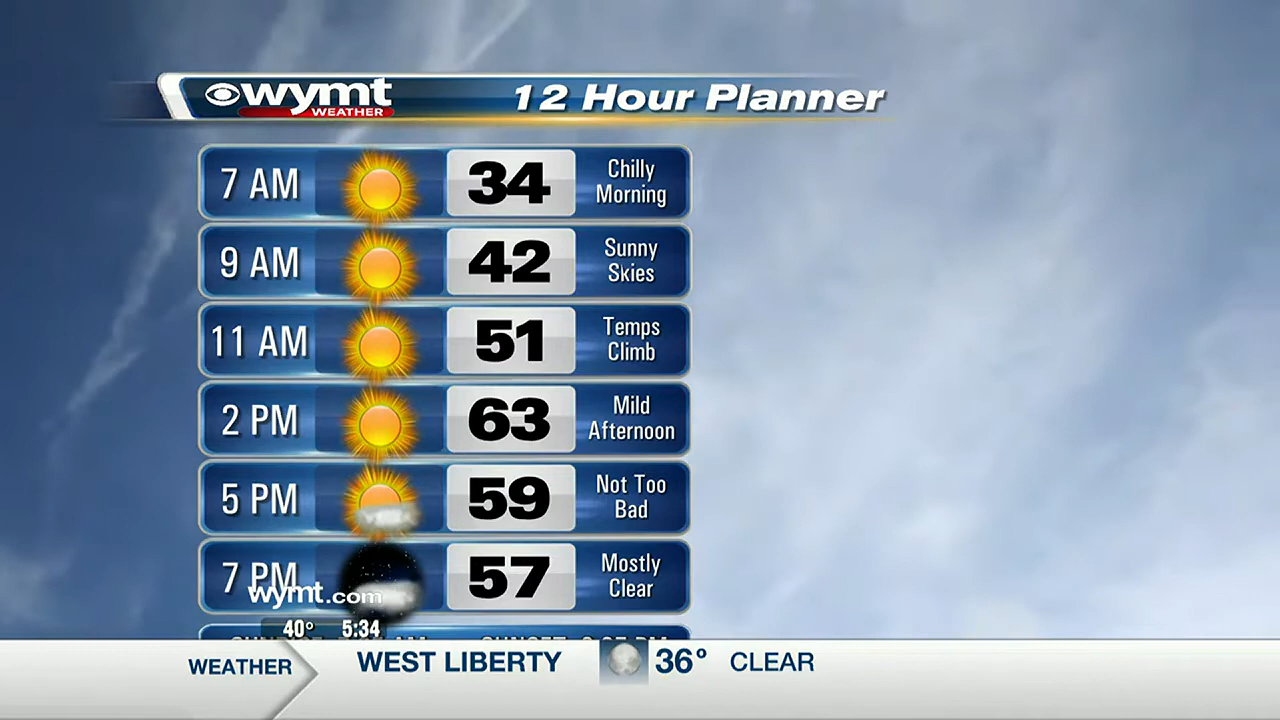 wymt
WEATHER
12 Hour Planner
7 AM
34
Chilly
Morning
9 AM
42
Sunny
Skies
11 AM
51
Temps
Climb
2 PM
63
Mild
Afternoon
5 PM
59
Not Too
Bad
7 PM
57
Mostly
Clear
wymt.com
40° 5:34
WEATHER
WEST LIBERTY
36°
CLEAR